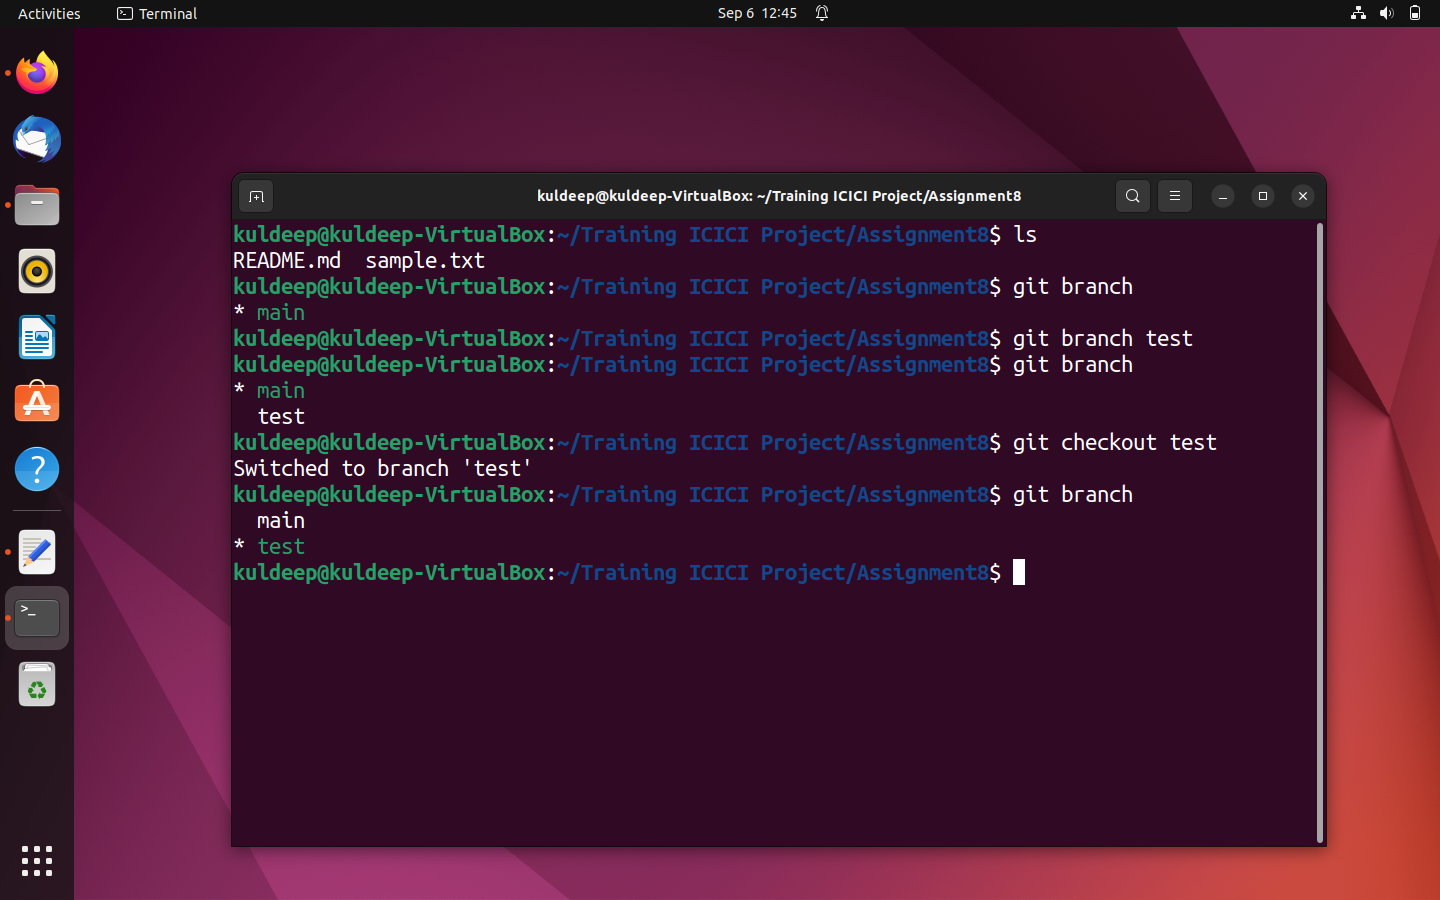 Activities Terminal Sep 6 12:45
kuldeep@kuldeep-VirtualBox: ~/Training ICICI Project/Assignment8
kuldeep@kuldeep-VirtualBox:~/Training ICICI Project/Assignment8$ ls
README.md  sample.txt
kuldeep@kuldeep-VirtualBox:~/Training ICICI Project/Assignment8$ git branch
* main
kuldeep@kuldeep-VirtualBox:~/Training ICICI Project/Assignment8$ git branch test
kuldeep@kuldeep-VirtualBox:~/Training ICICI Project/Assignment8$ git branch
* main
  test
kuldeep@kuldeep-VirtualBox:~/Training ICICI Project/Assignment8$ git checkout test
Switched to branch 'test'
kuldeep@kuldeep-VirtualBox:~/Training ICICI Project/Assignment8$ git branch
  main
* test
kuldeep@kuldeep-VirtualBox:~/Training ICICI Project/Assignment8$